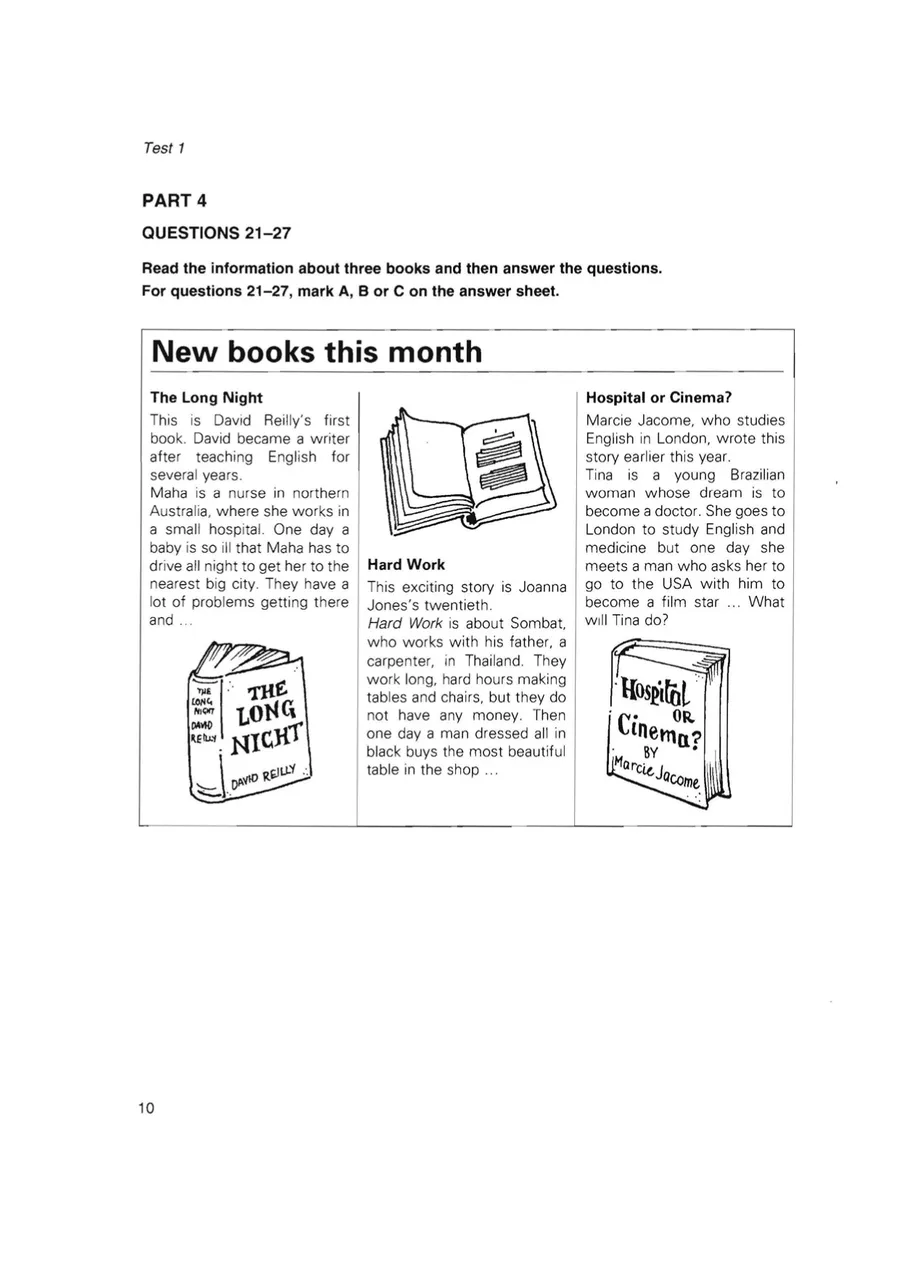 Test 1
PART 4
QUESTIONS 21–27
Read the information about three books and then answer the questions.
For questions 21–27, mark A, B or C on the answer sheet.
New books this month
The Long Night
This is David Reilly's first
book. David became a writer
after teaching English for
several years.
Maha is a nurse in northern
Australia, where she works in
a small hospital. One day a
baby is so ill that Maha has to
drive all night to get her to the
nearest big city. They have a
lot of problems getting there
and ...
THE
LONG
NIGHT
DAVID
REILLY
THE
LONG
NIGHT
DAVID REILLY
Hard Work
This exciting story is Joanna
Jones's twentieth.
Hard Work is about Sombat,
who works with his father, a
carpenter, in Thailand. They
work long, hard hours making
tables and chairs, but they do
not have any money. Then
one day a man dressed all in
black buys the most beautiful
table in the shop ...
Hospital or Cinema?
Marcie Jacome, who studies
English in London, wrote this
story earlier this year.
Tina is a young Brazilian
woman whose dream is to
become a doctor. She goes to
London to study English and
medicine but one day she
meets a man who asks her to
go to the USA with him to
become a film star ... What
will Tina do?
Hospital
OR
Cinema?
BY
Marcie Jacome
10